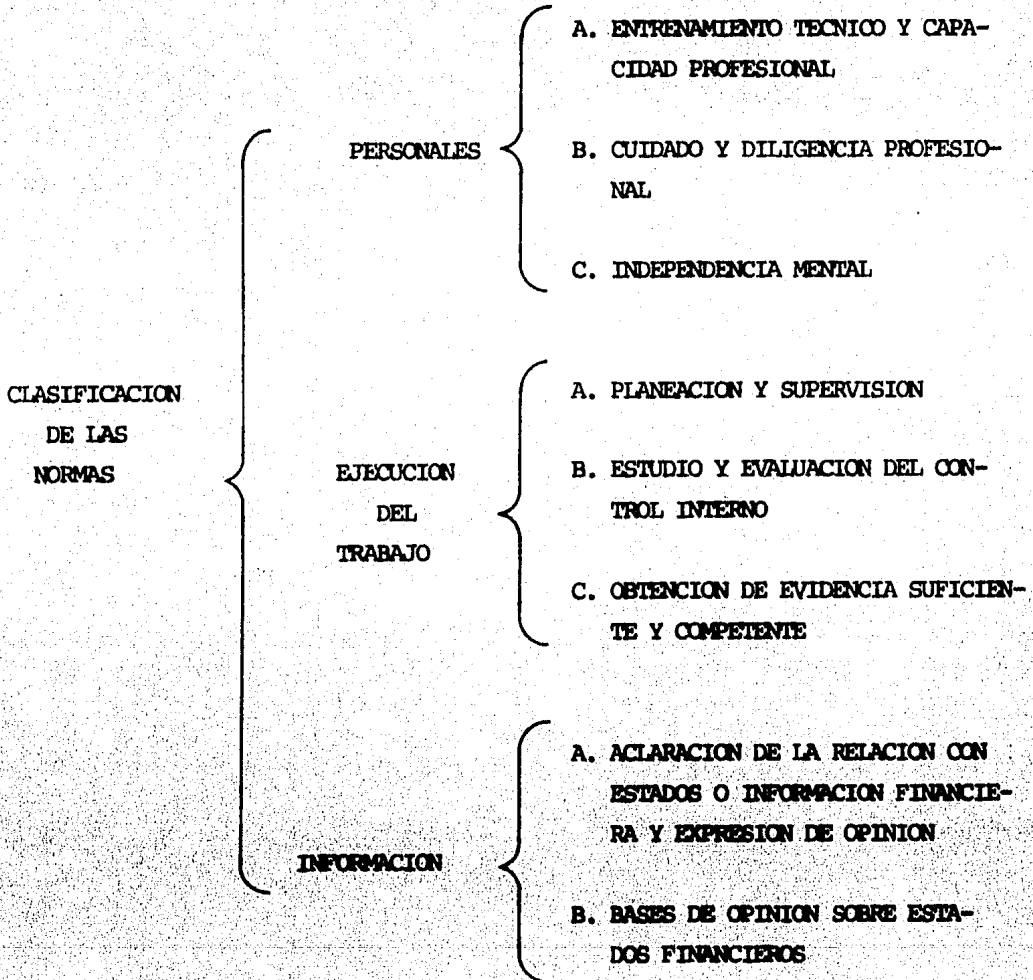 A. ENTRENAMIENTO TECNICO Y CAPA-
CIDAD PROFESIONAL
PERSONALES
B. CUIDADO Y DILIGENCIA PROFESIO-
NAL
C. INDEPENDENCIA MENTAL
CLASIFICACION
DE LAS
NORMAS
A. PLANEACION Y SUPERVISION
EJECUCION
DEL
TRABAJO
B. ESTUDIO Y EVALUACION DEL CON-
TROL INTERNO
C. OBTENCION DE EVIDENCIA SUFICIEN-
TE Y COMPETENTE
INFORMACION
A. ACLARACION DE LA RELACION CON
ESTADOS O INFORMACION FINANCIE-
RA Y EXPRESION DE OPINION
B. BASES DE OPINION SOBRE ESTA-
DOS FINANCIEROS